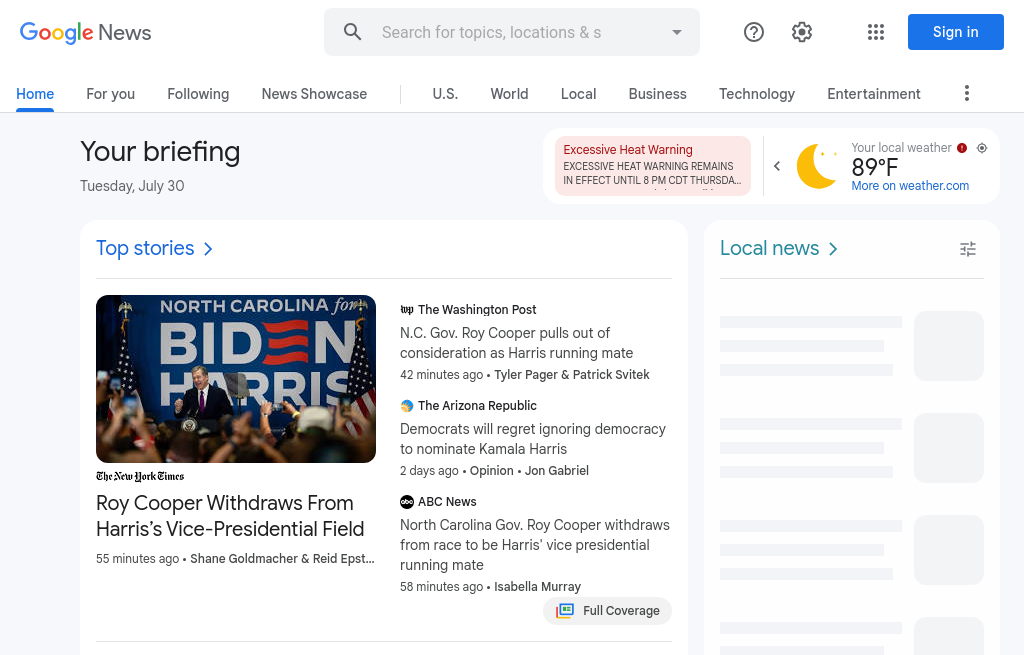 Google News
Search for topics, locations & s
Sign in
Home
For you
Following
News Showcase
U.S.
World
Local
Business
Technology
Entertainment
Your briefing
Tuesday, July 30
Excessive Heat Warning
EXCESSIVE HEAT WARNING REMAINS
IN EFFECT UNTIL 8 PM CDT THURSDA…
Your local weather
89°F
More on weather.com
Top stories
NORTH CAROLINA for
BIDEN
HARRIS
The New York Times
Roy Cooper Withdraws From
Harris’s Vice-Presidential Field
55 minutes ago • Shane Goldmacher & Reid Epst…
wp The Washington Post
N.C. Gov. Roy Cooper pulls out of
consideration as Harris running mate
42 minutes ago • Tyler Pager & Patrick Svitek
The Arizona Republic
Democrats will regret ignoring democracy
to nominate Kamala Harris
2 days ago • Opinion • Jon Gabriel
abc ABC News
North Carolina Gov. Roy Cooper withdraws
from race to be Harris' vice presidential
running mate
58 minutes ago • Isabella Murray
Full Coverage
Local news